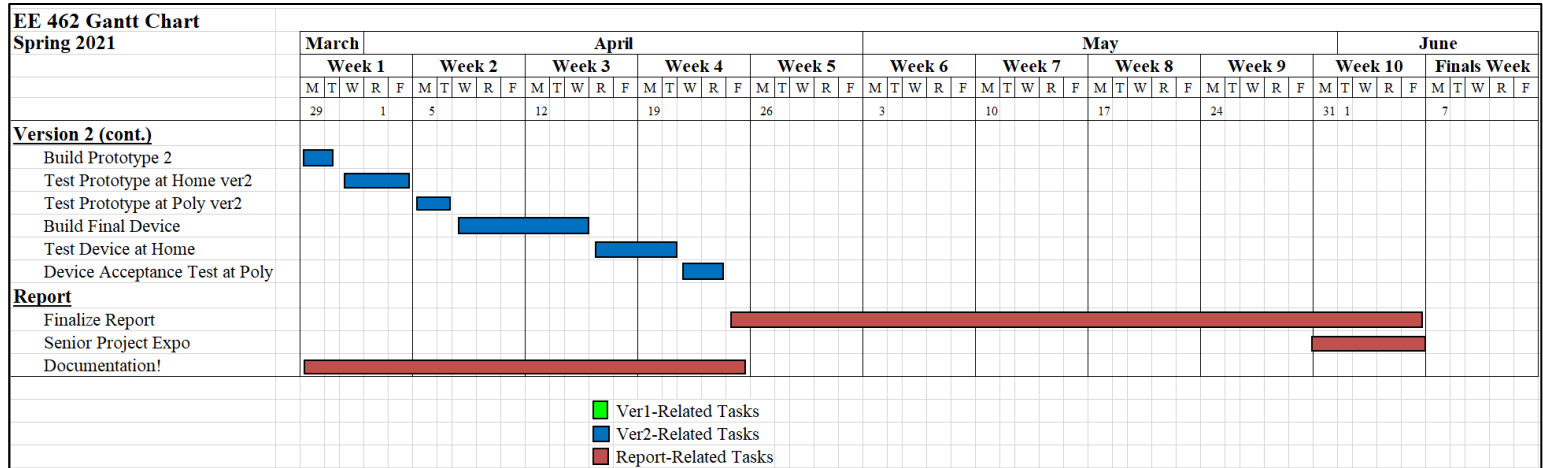 EE 462 Gantt Chart
Spring 2021 March April May June
Week 1 Week 2 Week 3 Week 4 Week 5 Week 6 Week 7 Week 8 Week 9 Week 10 Finals Week
M T W R F M T W R F M T W R F M T W R F M T W R F M T W R F M T W R F M T W R F M T W R F M T W R F M T W R F
29 1 5 12 19 26 3 10 17 24 31 1 7
Version 2 (cont.)
Build Prototype 2
Test Prototype at Home ver2
Test Prototype at Poly ver2
Build Final Device
Test Device at Home
Device Acceptance Test at Poly
Report
Finalize Report
Senior Project Expo
Documentation!
Ver1-Related Tasks
Ver2-Related Tasks
Report-Related Tasks